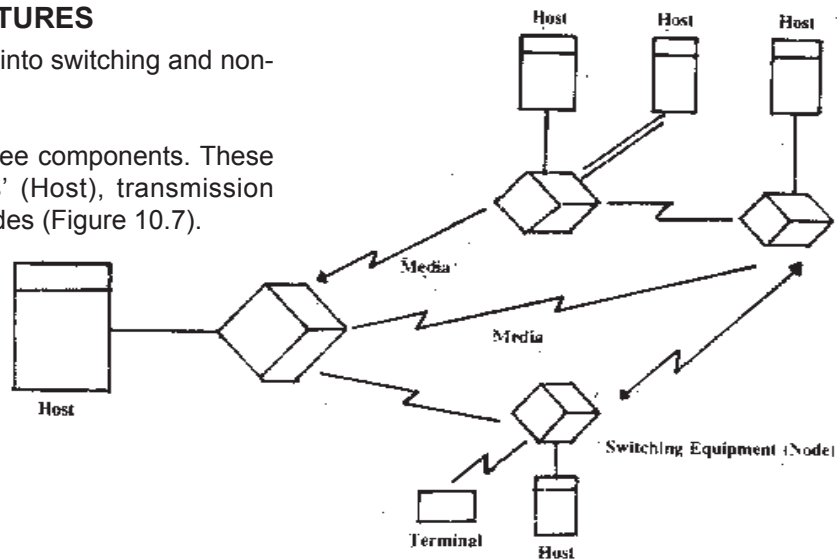 TURES
into switching and non-
ee components. These
s' (Host), transmission
des (Figure 10.7).
Host
Host
Host
Media
Media
Host
Switching Equipment (Node)
Terminal
Host